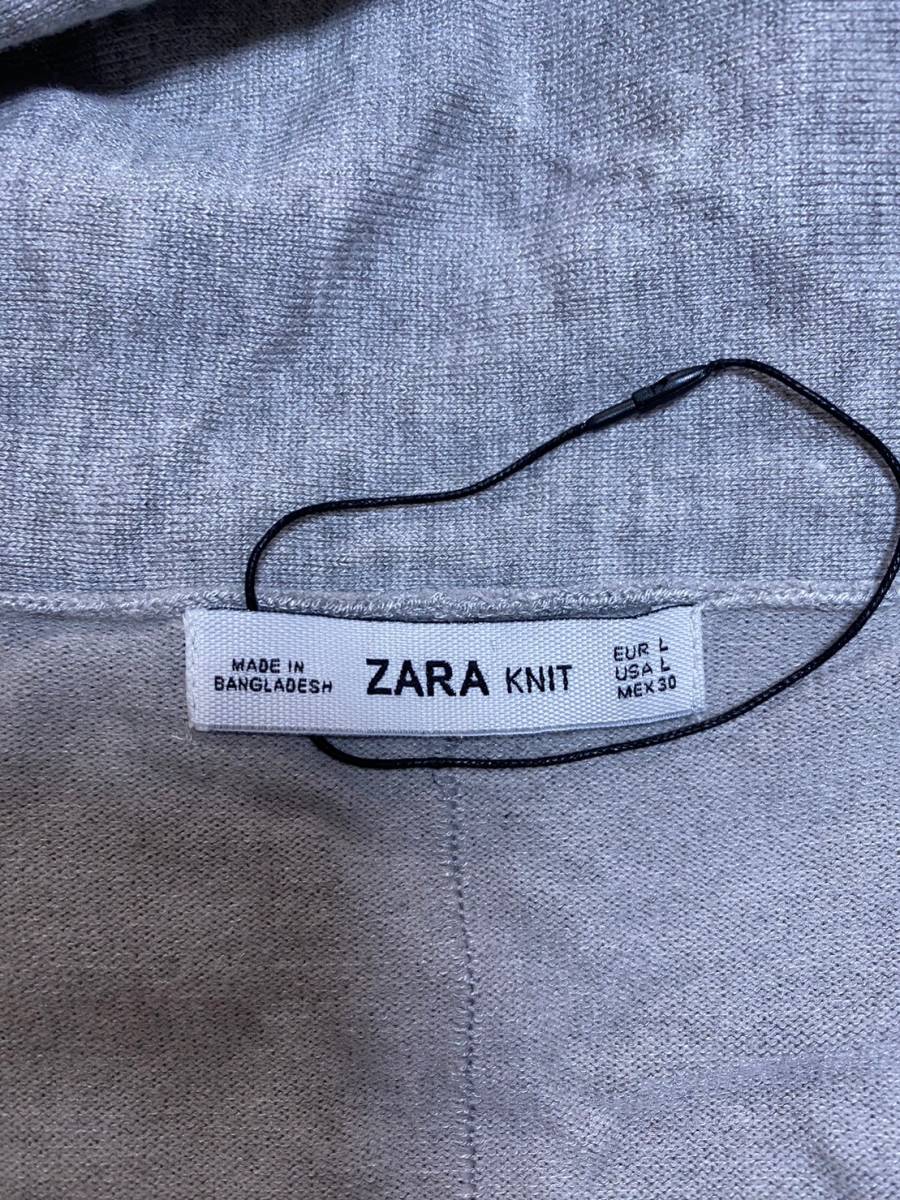 MADE IN
BANGLADESH
ZARA KNIT
EUR L
USA L
MEX 30